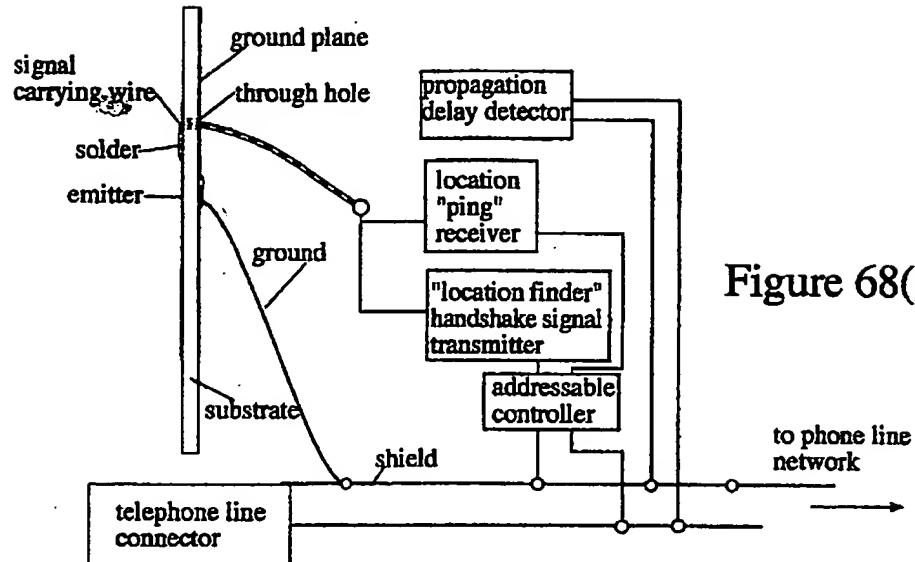 ground plane
signal
carrying wire
through hole
solder
emitter
propagation
delay detector
location
"ping"
receiver
ground
"location finder"
handshake signal
transmitter
Figure 68(
addressable
controller
substrate
shield
to phone line
network
telephone line
connector